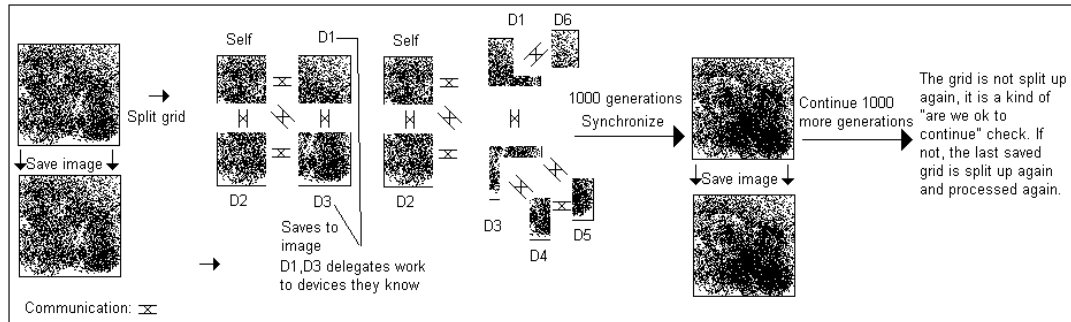 Split grid
Save image
Communication:
Self
D1
D2
D3
Saves to
image
D1,D3 delegates work
to devices they know
Self
D2
D1
D6
D3
D4
D5
1000 generations
Synchronize
Save image
Continue 1000
more generations
The grid is not split up
again, it is a kind of
"are we ok to
continue" check. If
not, the last saved
grid is split up again
and processed again.